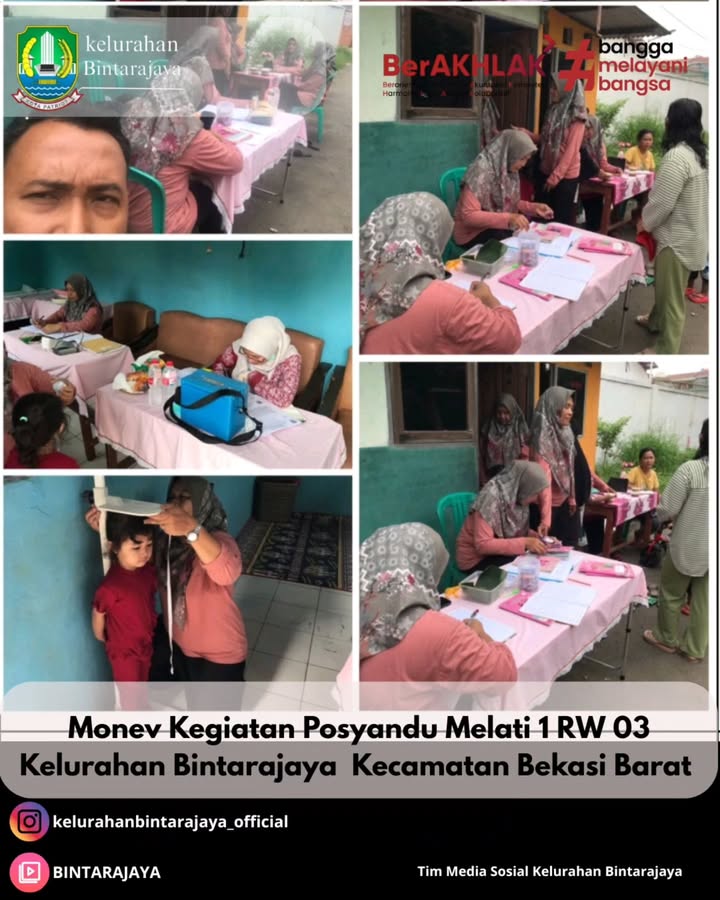 kelurahan
Bintarajaya
KOTA PATRIOT
BerAKHLAK
#bangga
melayani
bangsa
Monev Kegiatan Posyandu Melati 1 RW 03
Kelurahan Bintarajaya Kecamatan Bekasi Barat
kelurahanbintarajaya_official
BINTARAJAYA
Tim Media Sosial Kelurahan Bintarajaya